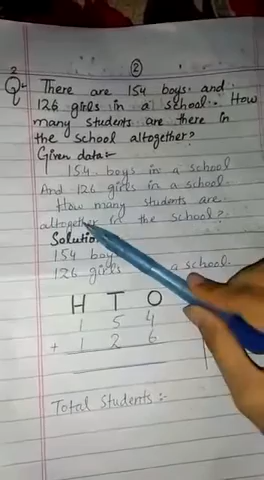 2
2
Q. There are 154 boys and
126 girls in a school. How
many students are there in
the school altogether?
Given data:-
154 boys in a school
And 126 girls in a school.
How many students are
altogether in the school?
Solution
154 boys
126 girls a school.
H T O
1 5 4
+ 1 2 6
Total Students :-